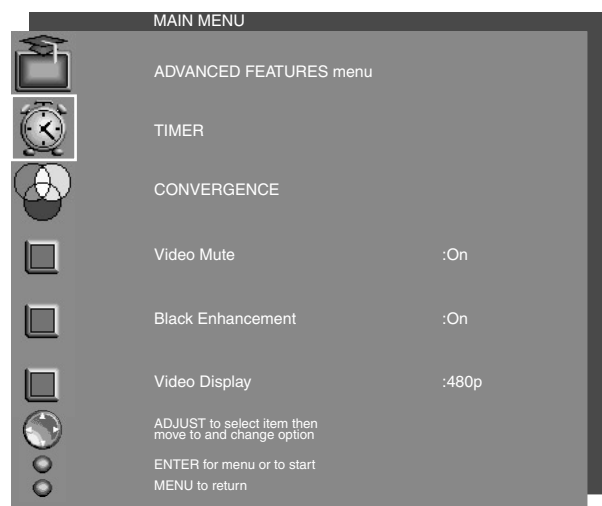 MAIN MENU
ADVANCED FEATURES menu
TIMER
CONVERGENCE
Video Mute :On
Black Enhancement :On
Video Display :480p
ADJUST to select item then
move to and change option
ENTER for menu or to start
MENU to return